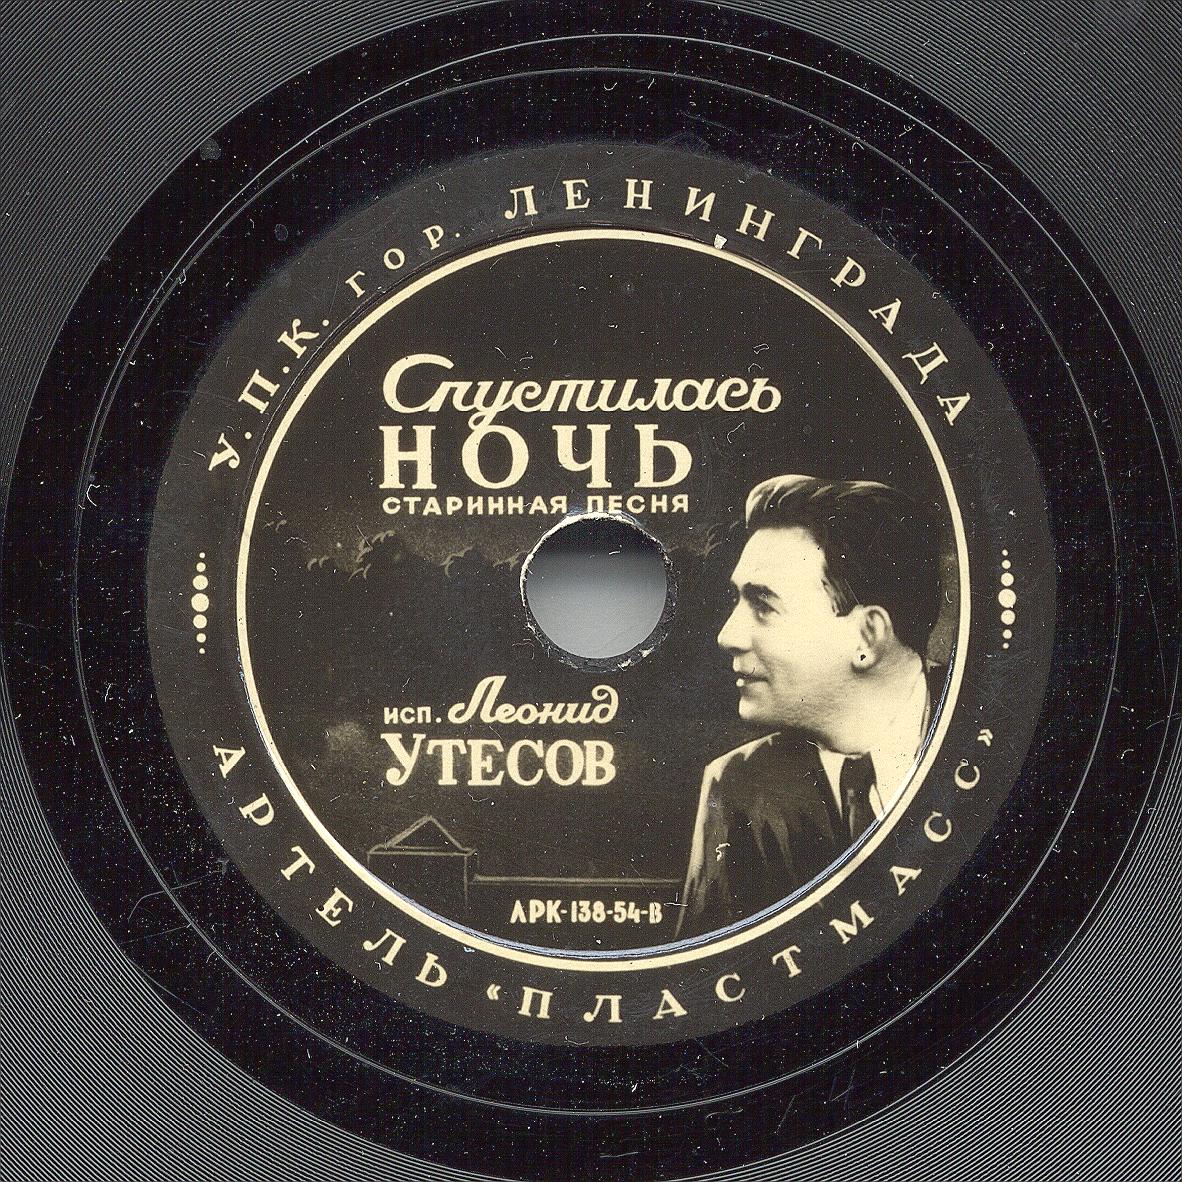 У.П.К. ГОР. ЛЕНИНГРАДА
Спустилась
НОЧЬ
СТАРИННАЯ ПЕСНЯ
исп. Леонид
УТЕСОВ
АРК-138-54-В
АРТЕЛЬ «ПЛАСТМАСС»